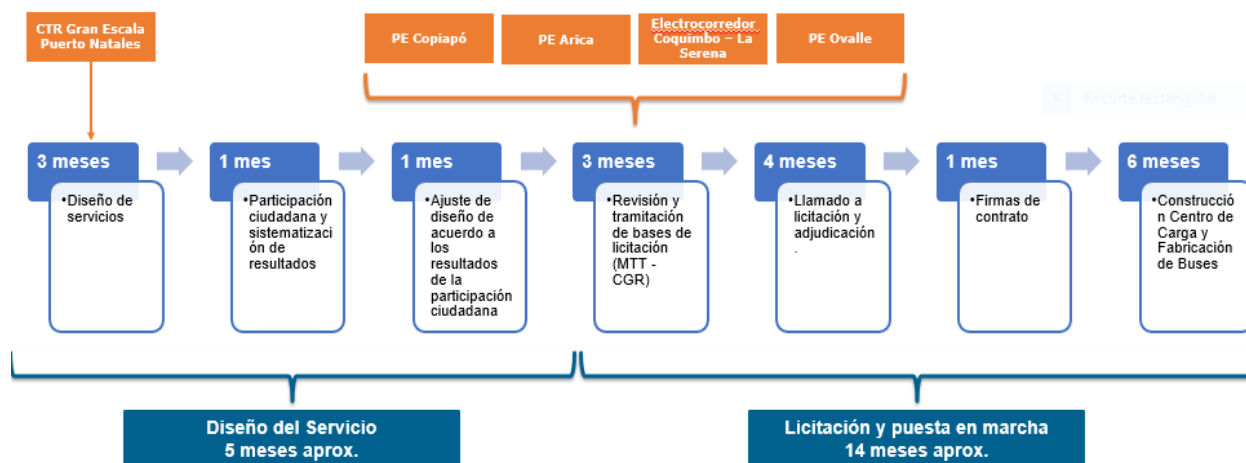 CTR Gran Escala
Puerto Natales
PE Copiapó
PE Arica
Electrocorredor
Coquimbo – La
Serena
PE Ovalle
Recorte rectangular
3 meses
•Diseño de
servicios
1 mes
•Participación
ciudadana y
sistematizaci
ón de
resultados
1 mes
•Ajuste de
diseño de
acuerdo a
los
resultados
de la
participación
ciudadana
3 meses
•Revisión y
tramitación
de bases de
licitación
(MTT -
CGR)
4 meses
•Llamado a
licitación y
adjudicación
.
1 mes
•Firmas de
contrato
6 meses
•Construcció
n Centro de
Carga y
Fabricación
de Buses
Diseño del Servicio
5 meses aprox.
Licitación y puesta en marcha
14 meses aprox.